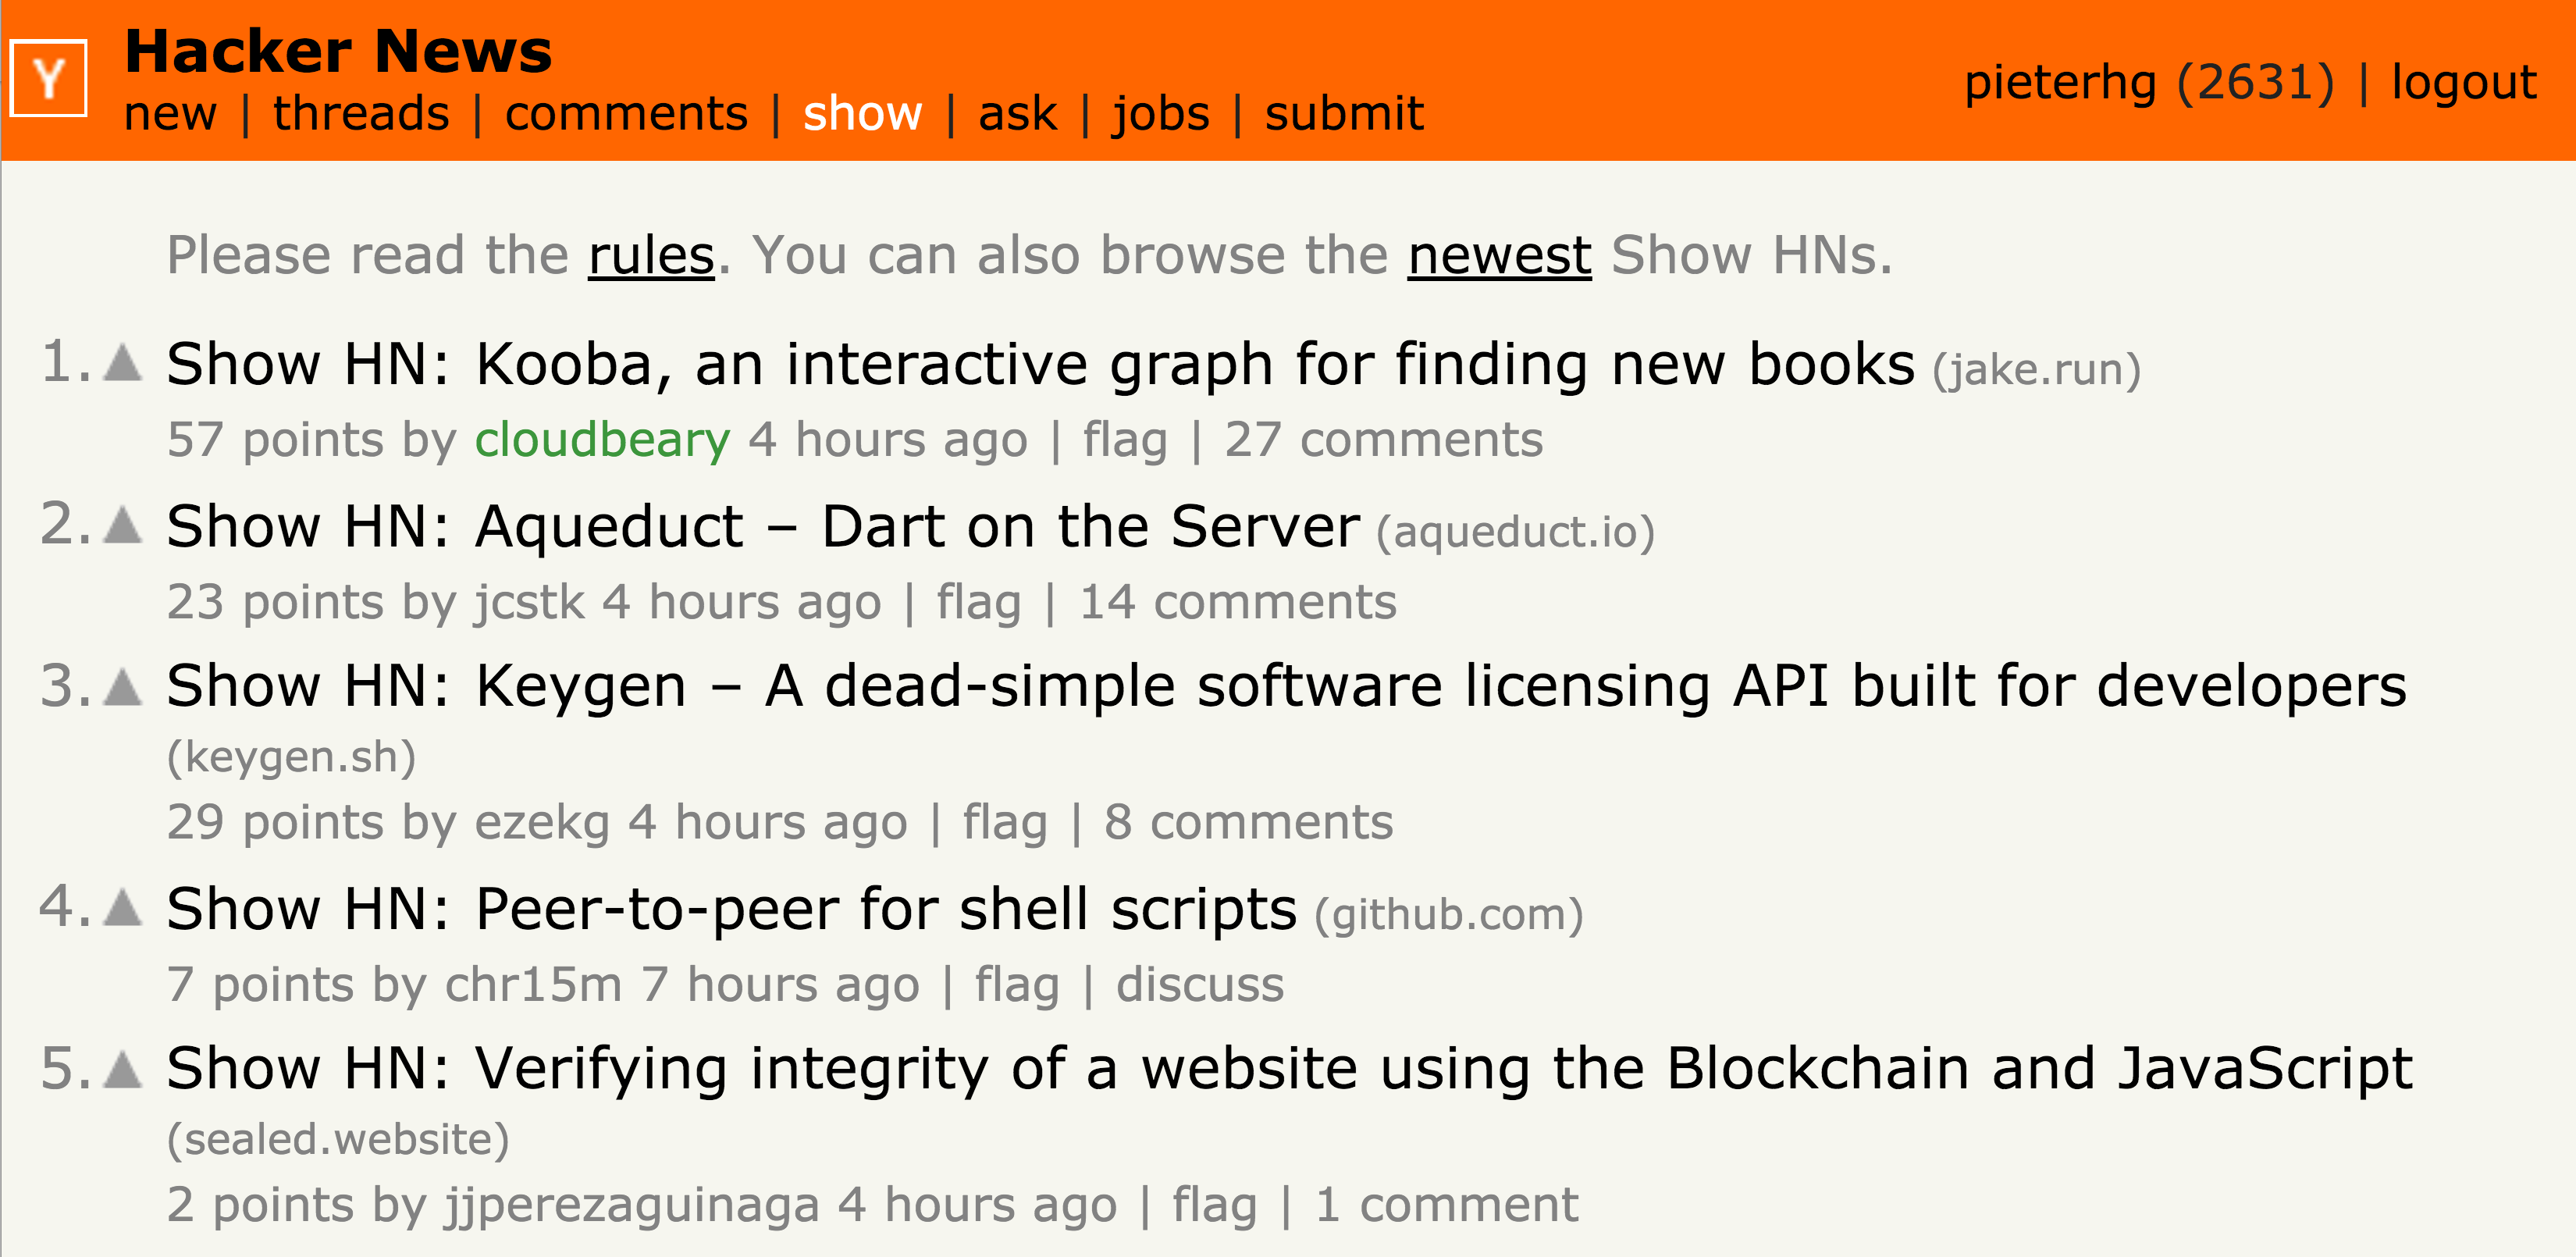 Y
Hacker News
new | threads | comments | show | ask | jobs | submit
pieterhg (2631) | logout
Please read the rules. You can also browse the newest Show HNs.
1. Show HN: Kooba, an interactive graph for finding new books (jake.run)
57 points by cloudbeary 4 hours ago | flag | 27 comments
2. Show HN: Aqueduct – Dart on the Server (aqueduct.io)
23 points by jcstk 4 hours ago | flag | 14 comments
3. Show HN: Keygen – A dead-simple software licensing API built for developers
(keygen.sh)
29 points by ezekg 4 hours ago | flag | 8 comments
4. Show HN: Peer-to-peer for shell scripts (github.com)
7 points by chr15m 7 hours ago | flag | discuss
5. Show HN: Verifying integrity of a website using the Blockchain and JavaScript
(sealed.website)
2 points by jjperezaguinaga 4 hours ago | flag | 1 comment